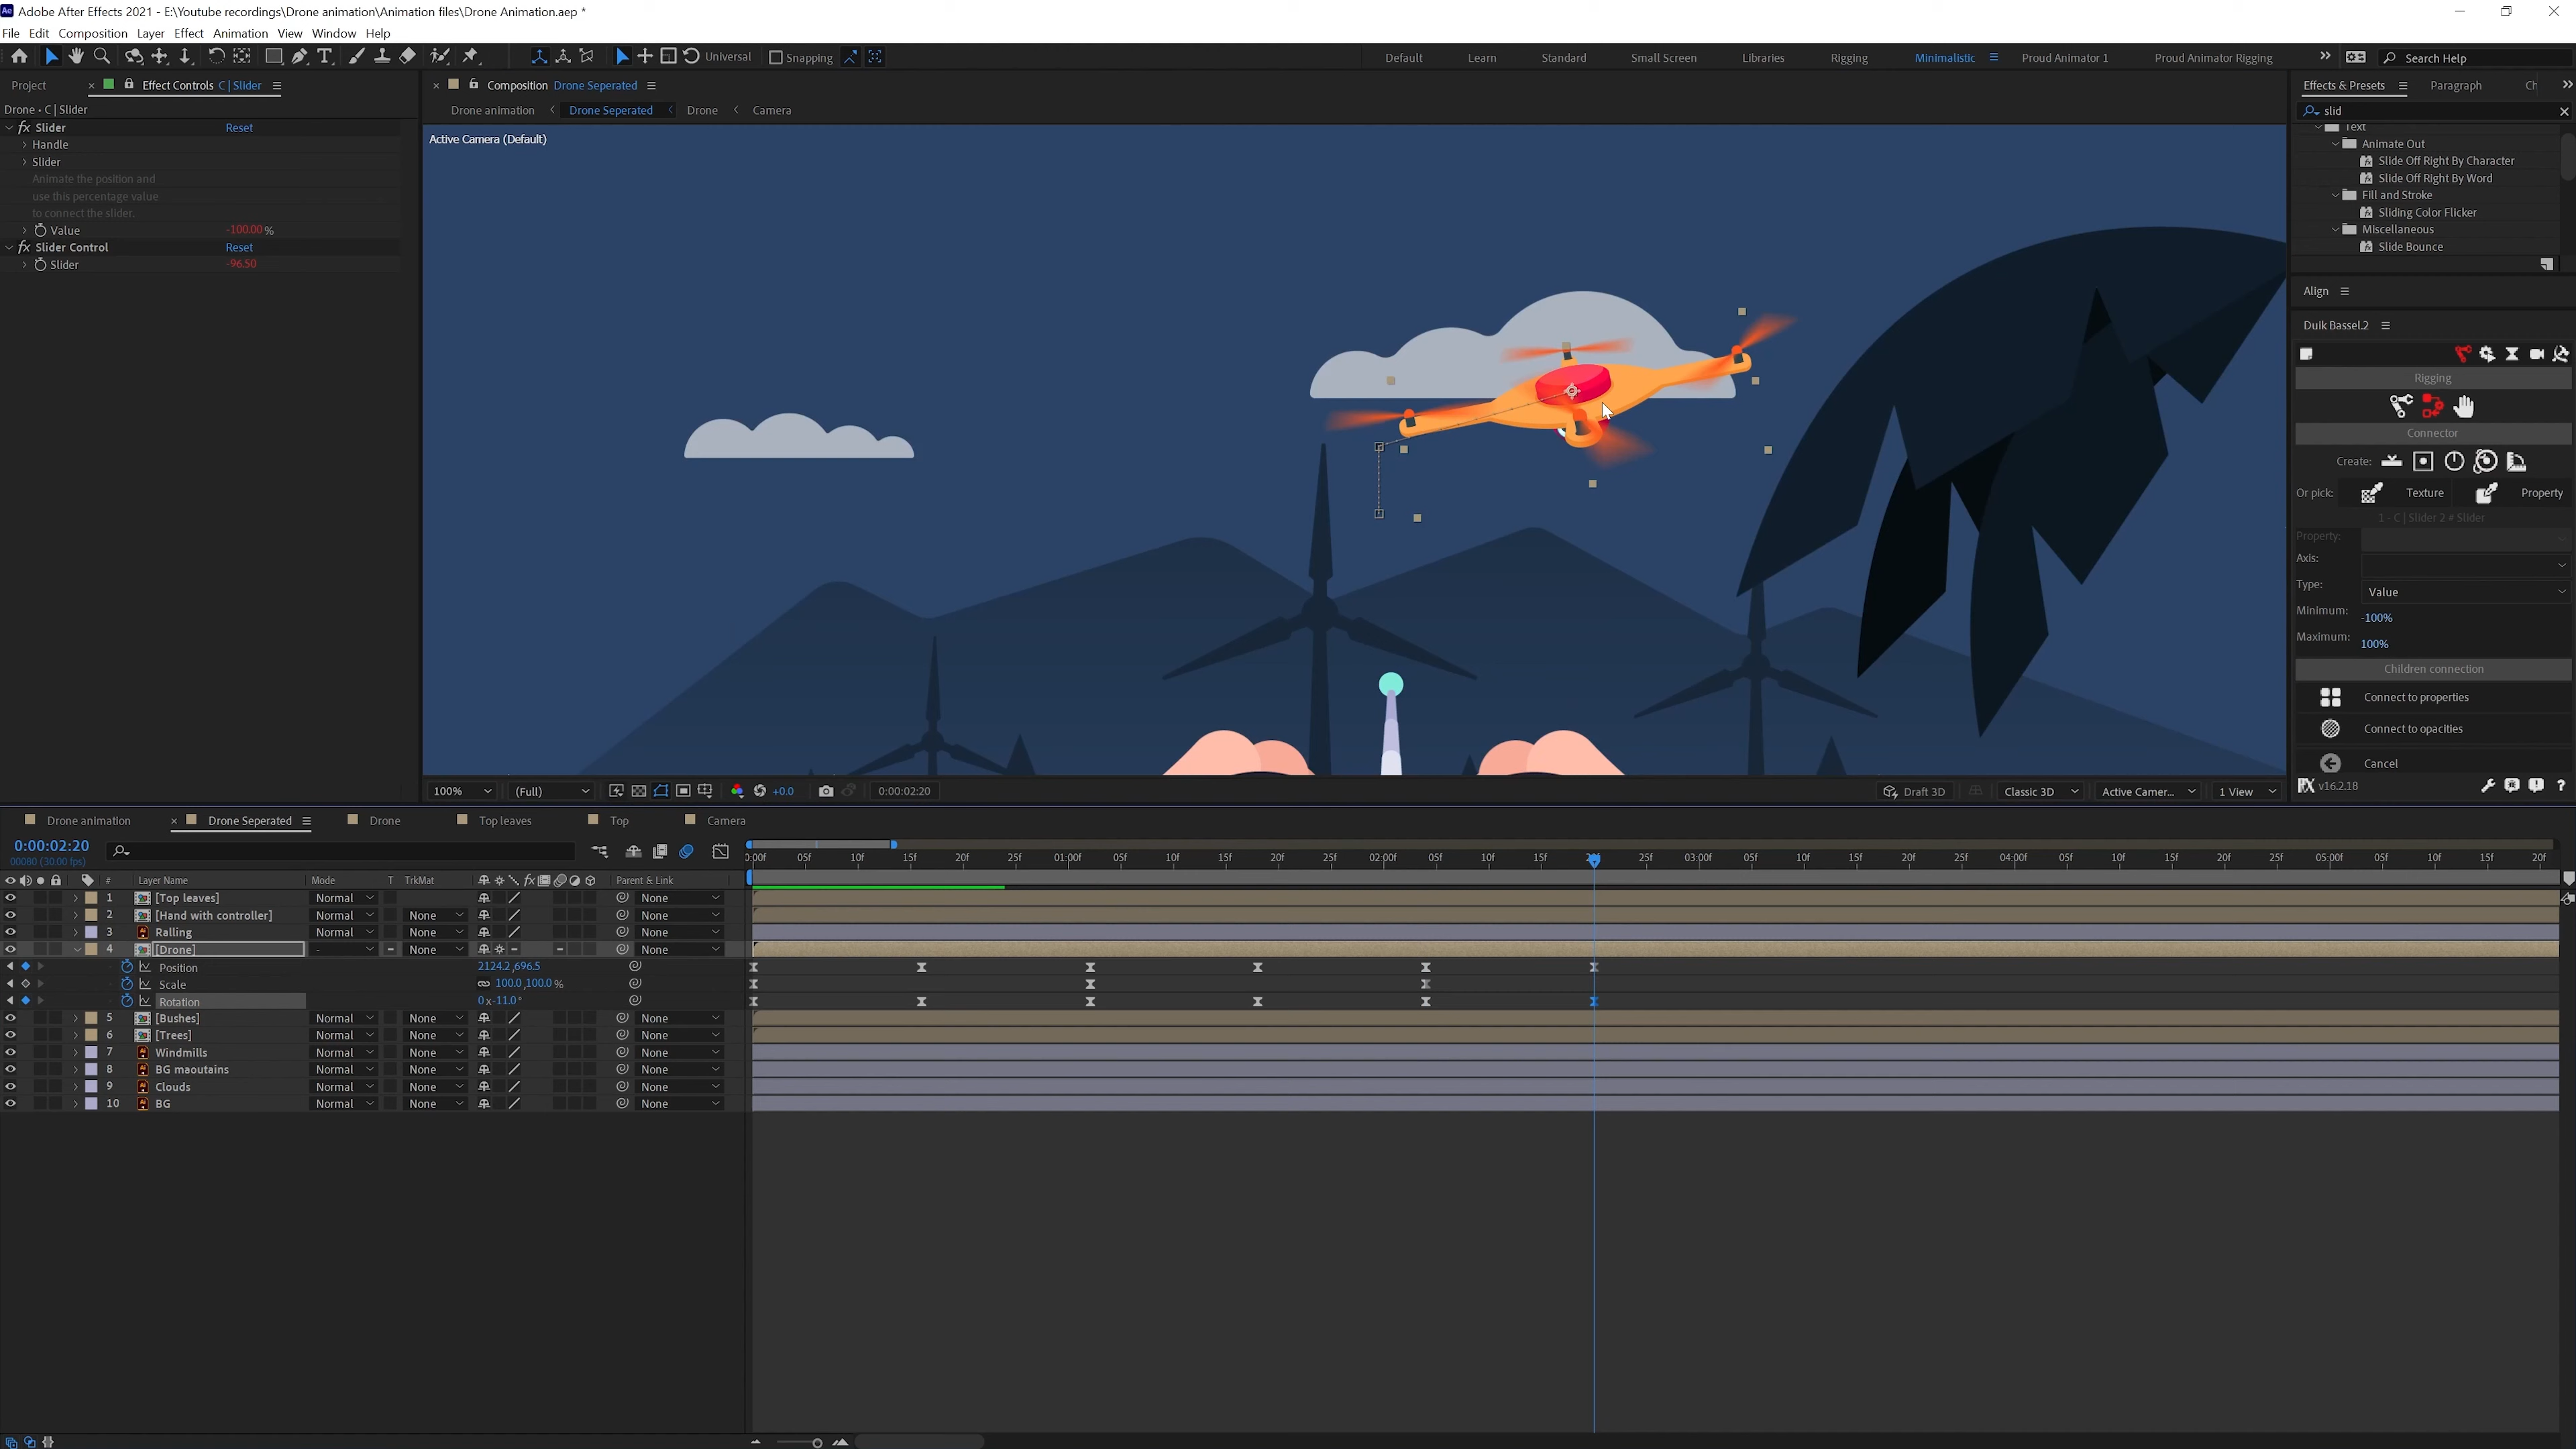 Adobe After Effects 2021 - E:\Youtube recordings\Drone animation\Animation files\Drone Animation.aep *
File Edit Composition Layer Effect Animation View Window Help
Universal Snapping Default Learn Standard Small Screen Libraries Rigging Minimalistic Proud Animator 1 Proud Animator Rigging Search Help
Project Effect Controls C | Slider
Drone • C | Slider
fx Slider Reset
Handle
Slider
Animate the position and
use this percentage value
to connect the slider.
Value -100.00 %
fx Slider Control Reset
Slider -96.50
Composition Drone Seperated
Drone animation Drone Seperated Drone Camera
Active Camera (Default)
100% (Full) +0.0 0:00:02:20 Draft 3D Classic 3D Active Camer... 1 View
Effects & Presets Paragraph Ch
slid
Text
Animate Out
Slide Off Right By Character
Slide Off Right By Word
Fill and Stroke
Sliding Color Flicker
Miscellaneous
Slide Bounce
Align
Duik Bassel.2
Rigging
Connector
Create:
Or pick: Texture Property
1 - C | Slider 2 # Slider
Property:
Axis:
Type: Value
Minimum: -100%
Maximum: 100%
Children connection
Connect to properties
Connect to opacities
Cancel
v16.2.18
Drone animation Drone Seperated Drone Top leaves Top Camera
0:00:02:20
00080 (30.00 fps)
0:00f 05f 10f 15f 20f 25f 01:00f 05f 10f 15f 20f 25f 02:00f 05f 10f 15f 25f 03:00f 05f 10f 15f 20f 25f 04:00f 05f 10f 15f 20f 25f 05:00f 05f 10f 15f 20f
# Layer Name Mode T TrkMat fx Parent & Link
1 [Top leaves] Normal None
2 [Hand with controller] Normal None None
3 Ralling Normal None None
4 [Drone] - None None
Position 2124.2,696.5
Scale 100.0,100.0 %
Rotation 0x-11.0°
5 [Bushes] Normal None None
6 [Trees] Normal None None
7 Windmills Normal None None
8 BG maoutains Normal None None
9 Clouds Normal None None
10 BG Normal None None